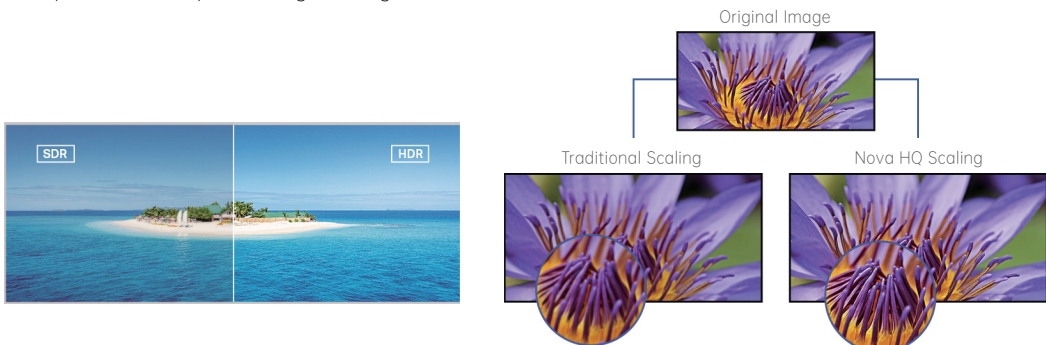 SDR
HDR
Original Image
Traditional Scaling
Nova HQ Scaling